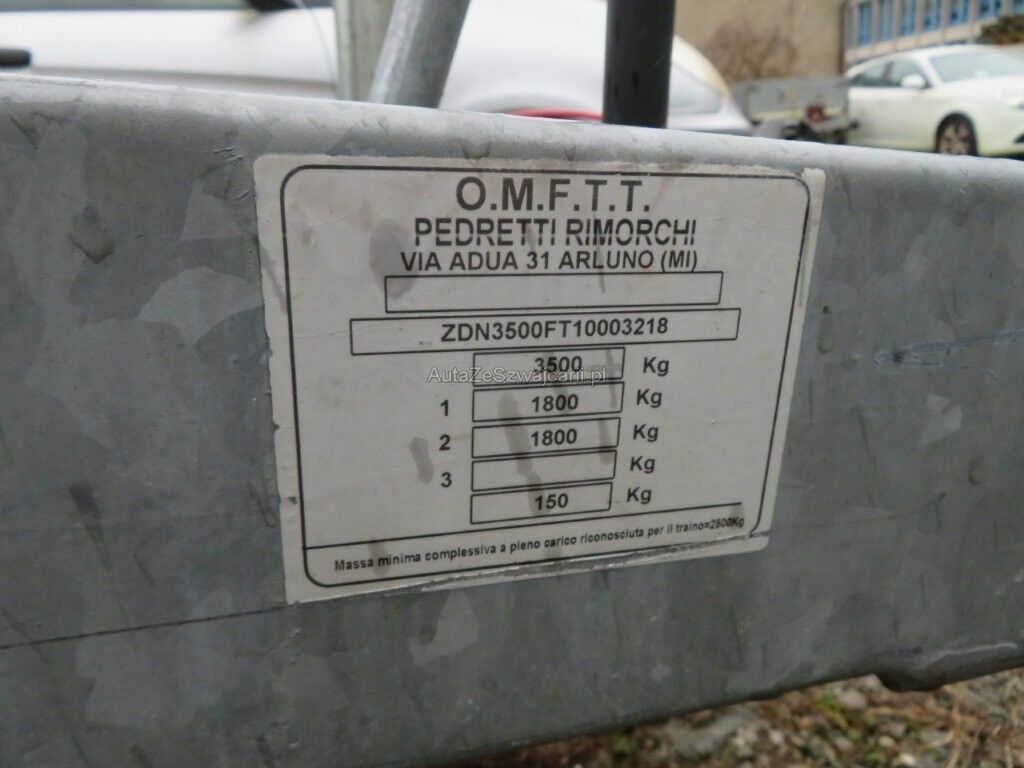 O.M.F.T.T.
PEDRETTI RIMORCHI
VIA ADUA 31 ARLUNO (MI)
ZDN3500FT10003218
3500 Kg
AutaZeSzwajcarii.pl
1 1800 Kg
2 1800 Kg
3 Kg
150 Kg
Massa minima complessiva a pieno carico riconosciuta per il traino=2500Kg